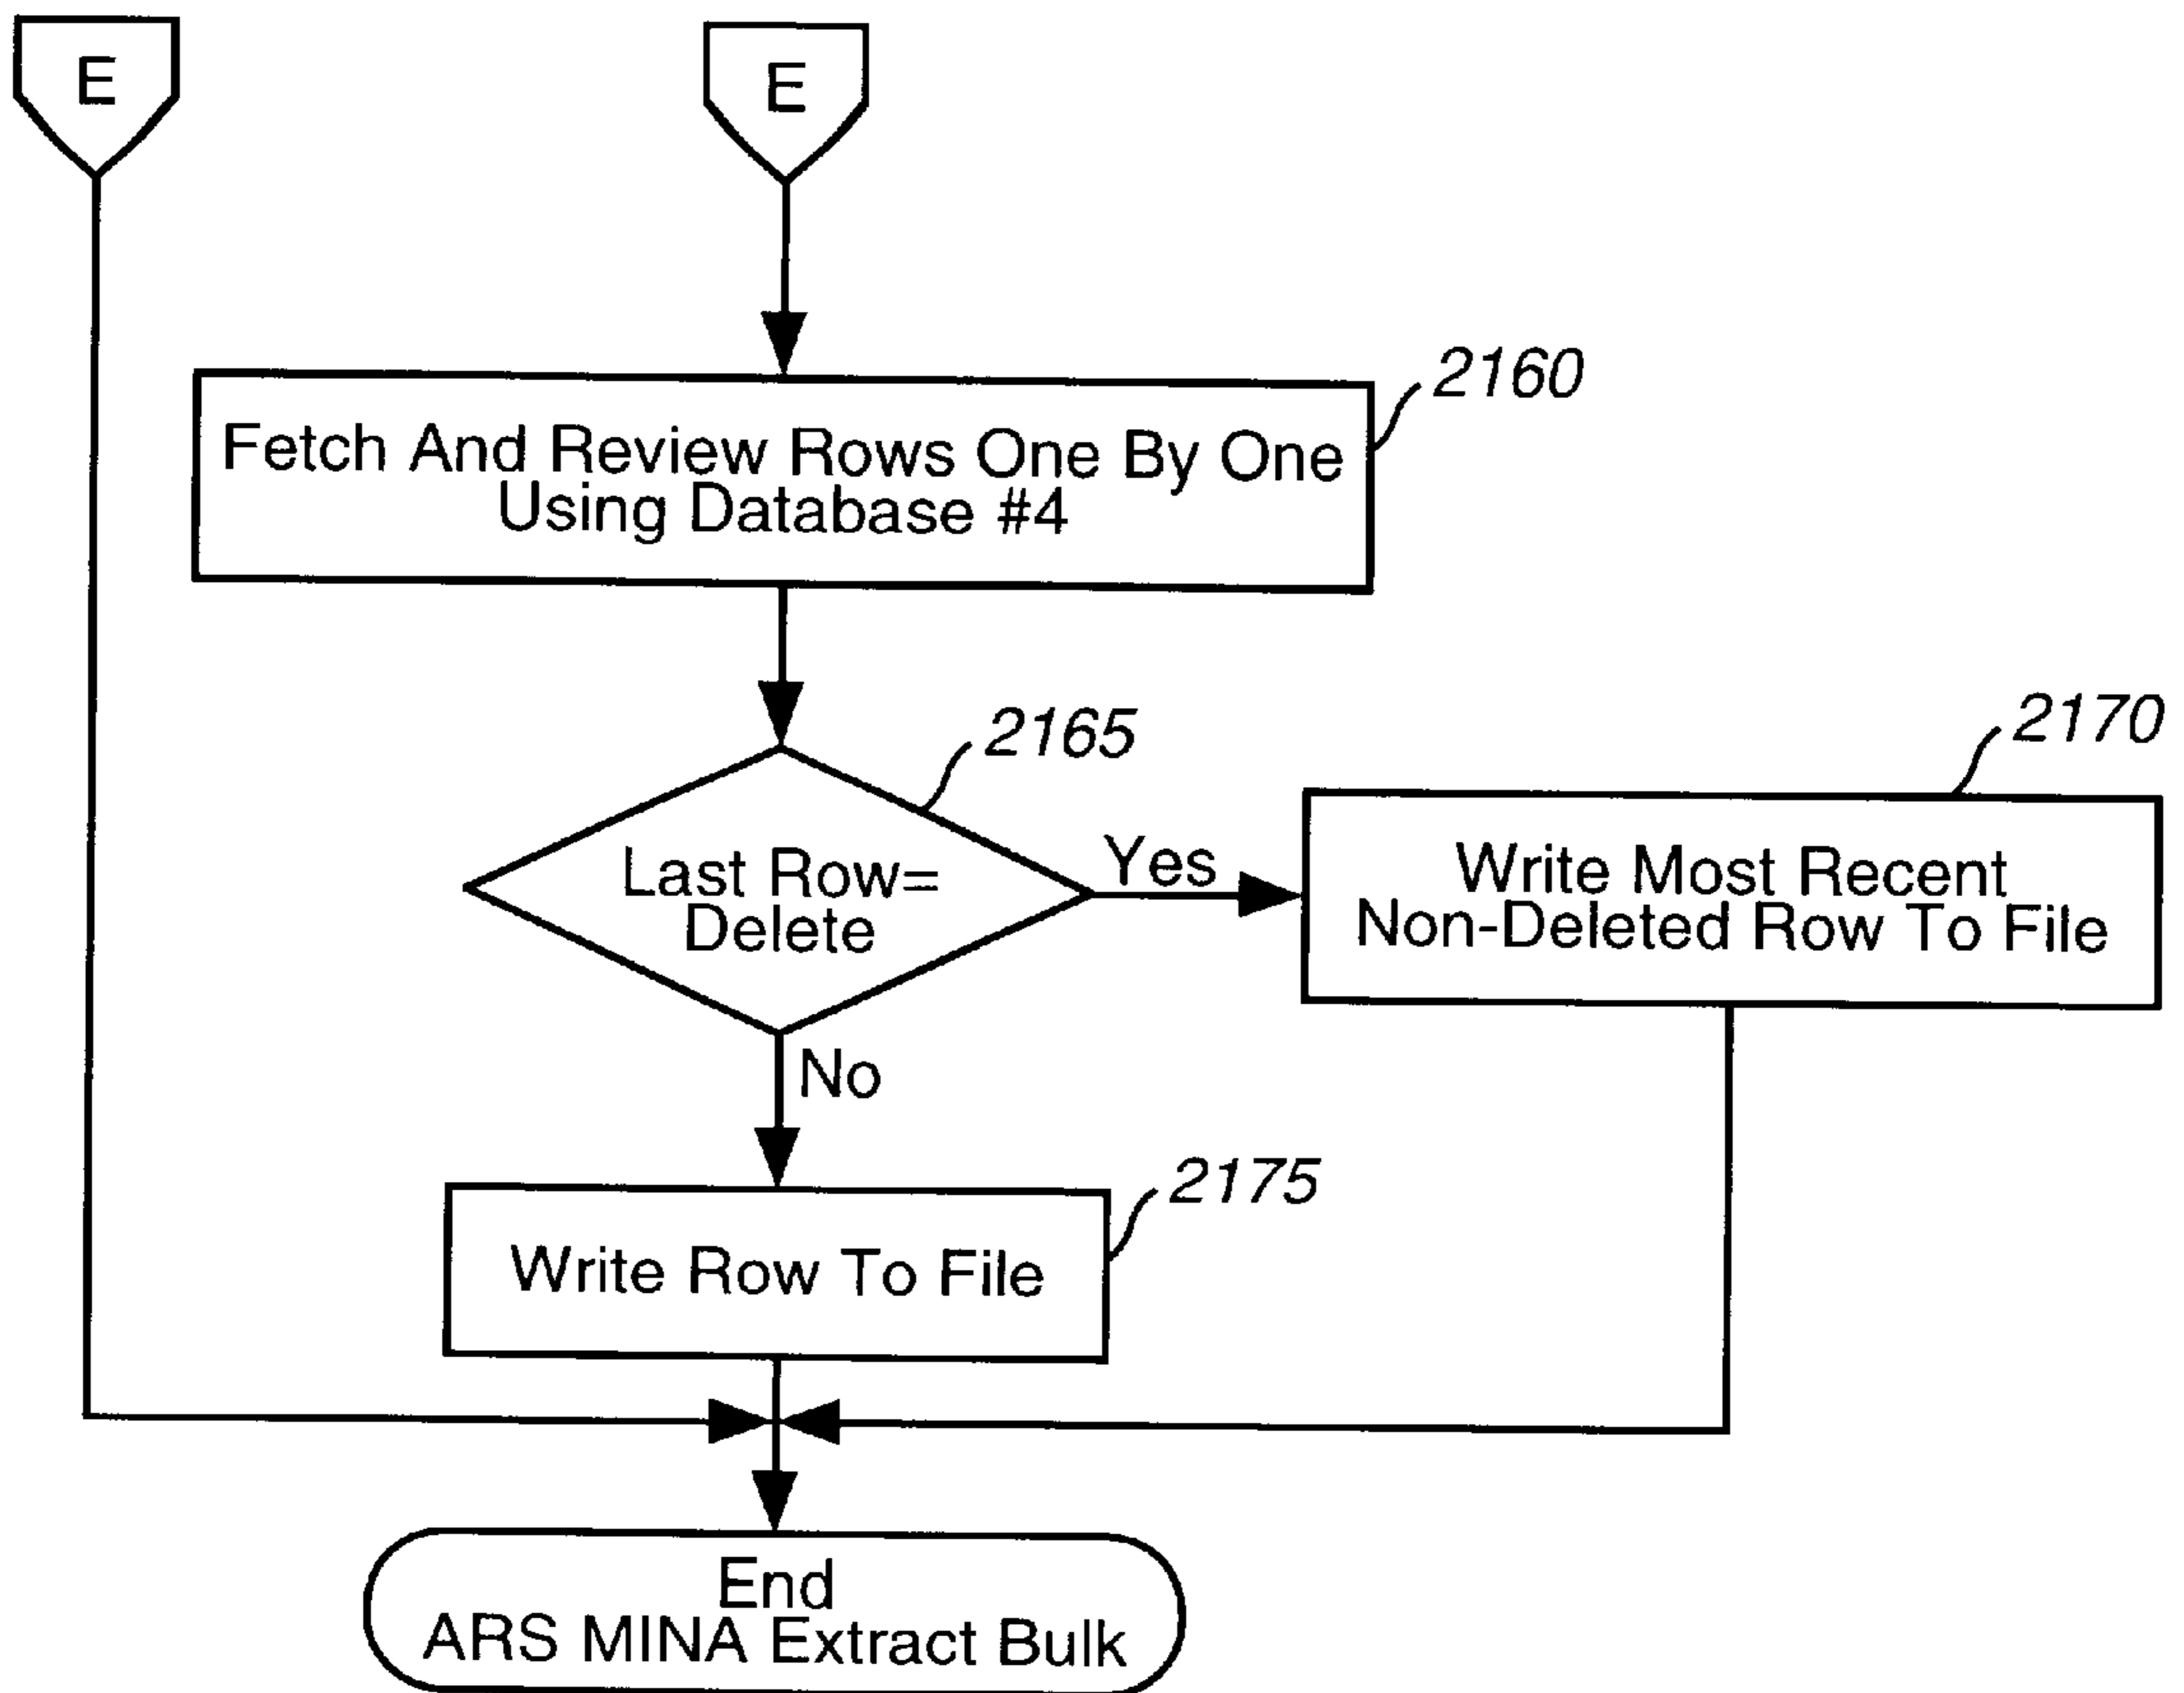 E
E
2160
Fetch And Review Rows One By One
Using Database #4
2165
2170
Last Row=
Delete
Yes
Write Most Recent
Non-Deleted Row To File
No
2175
Write Row To File
End
ARS MINA Extract Bulk